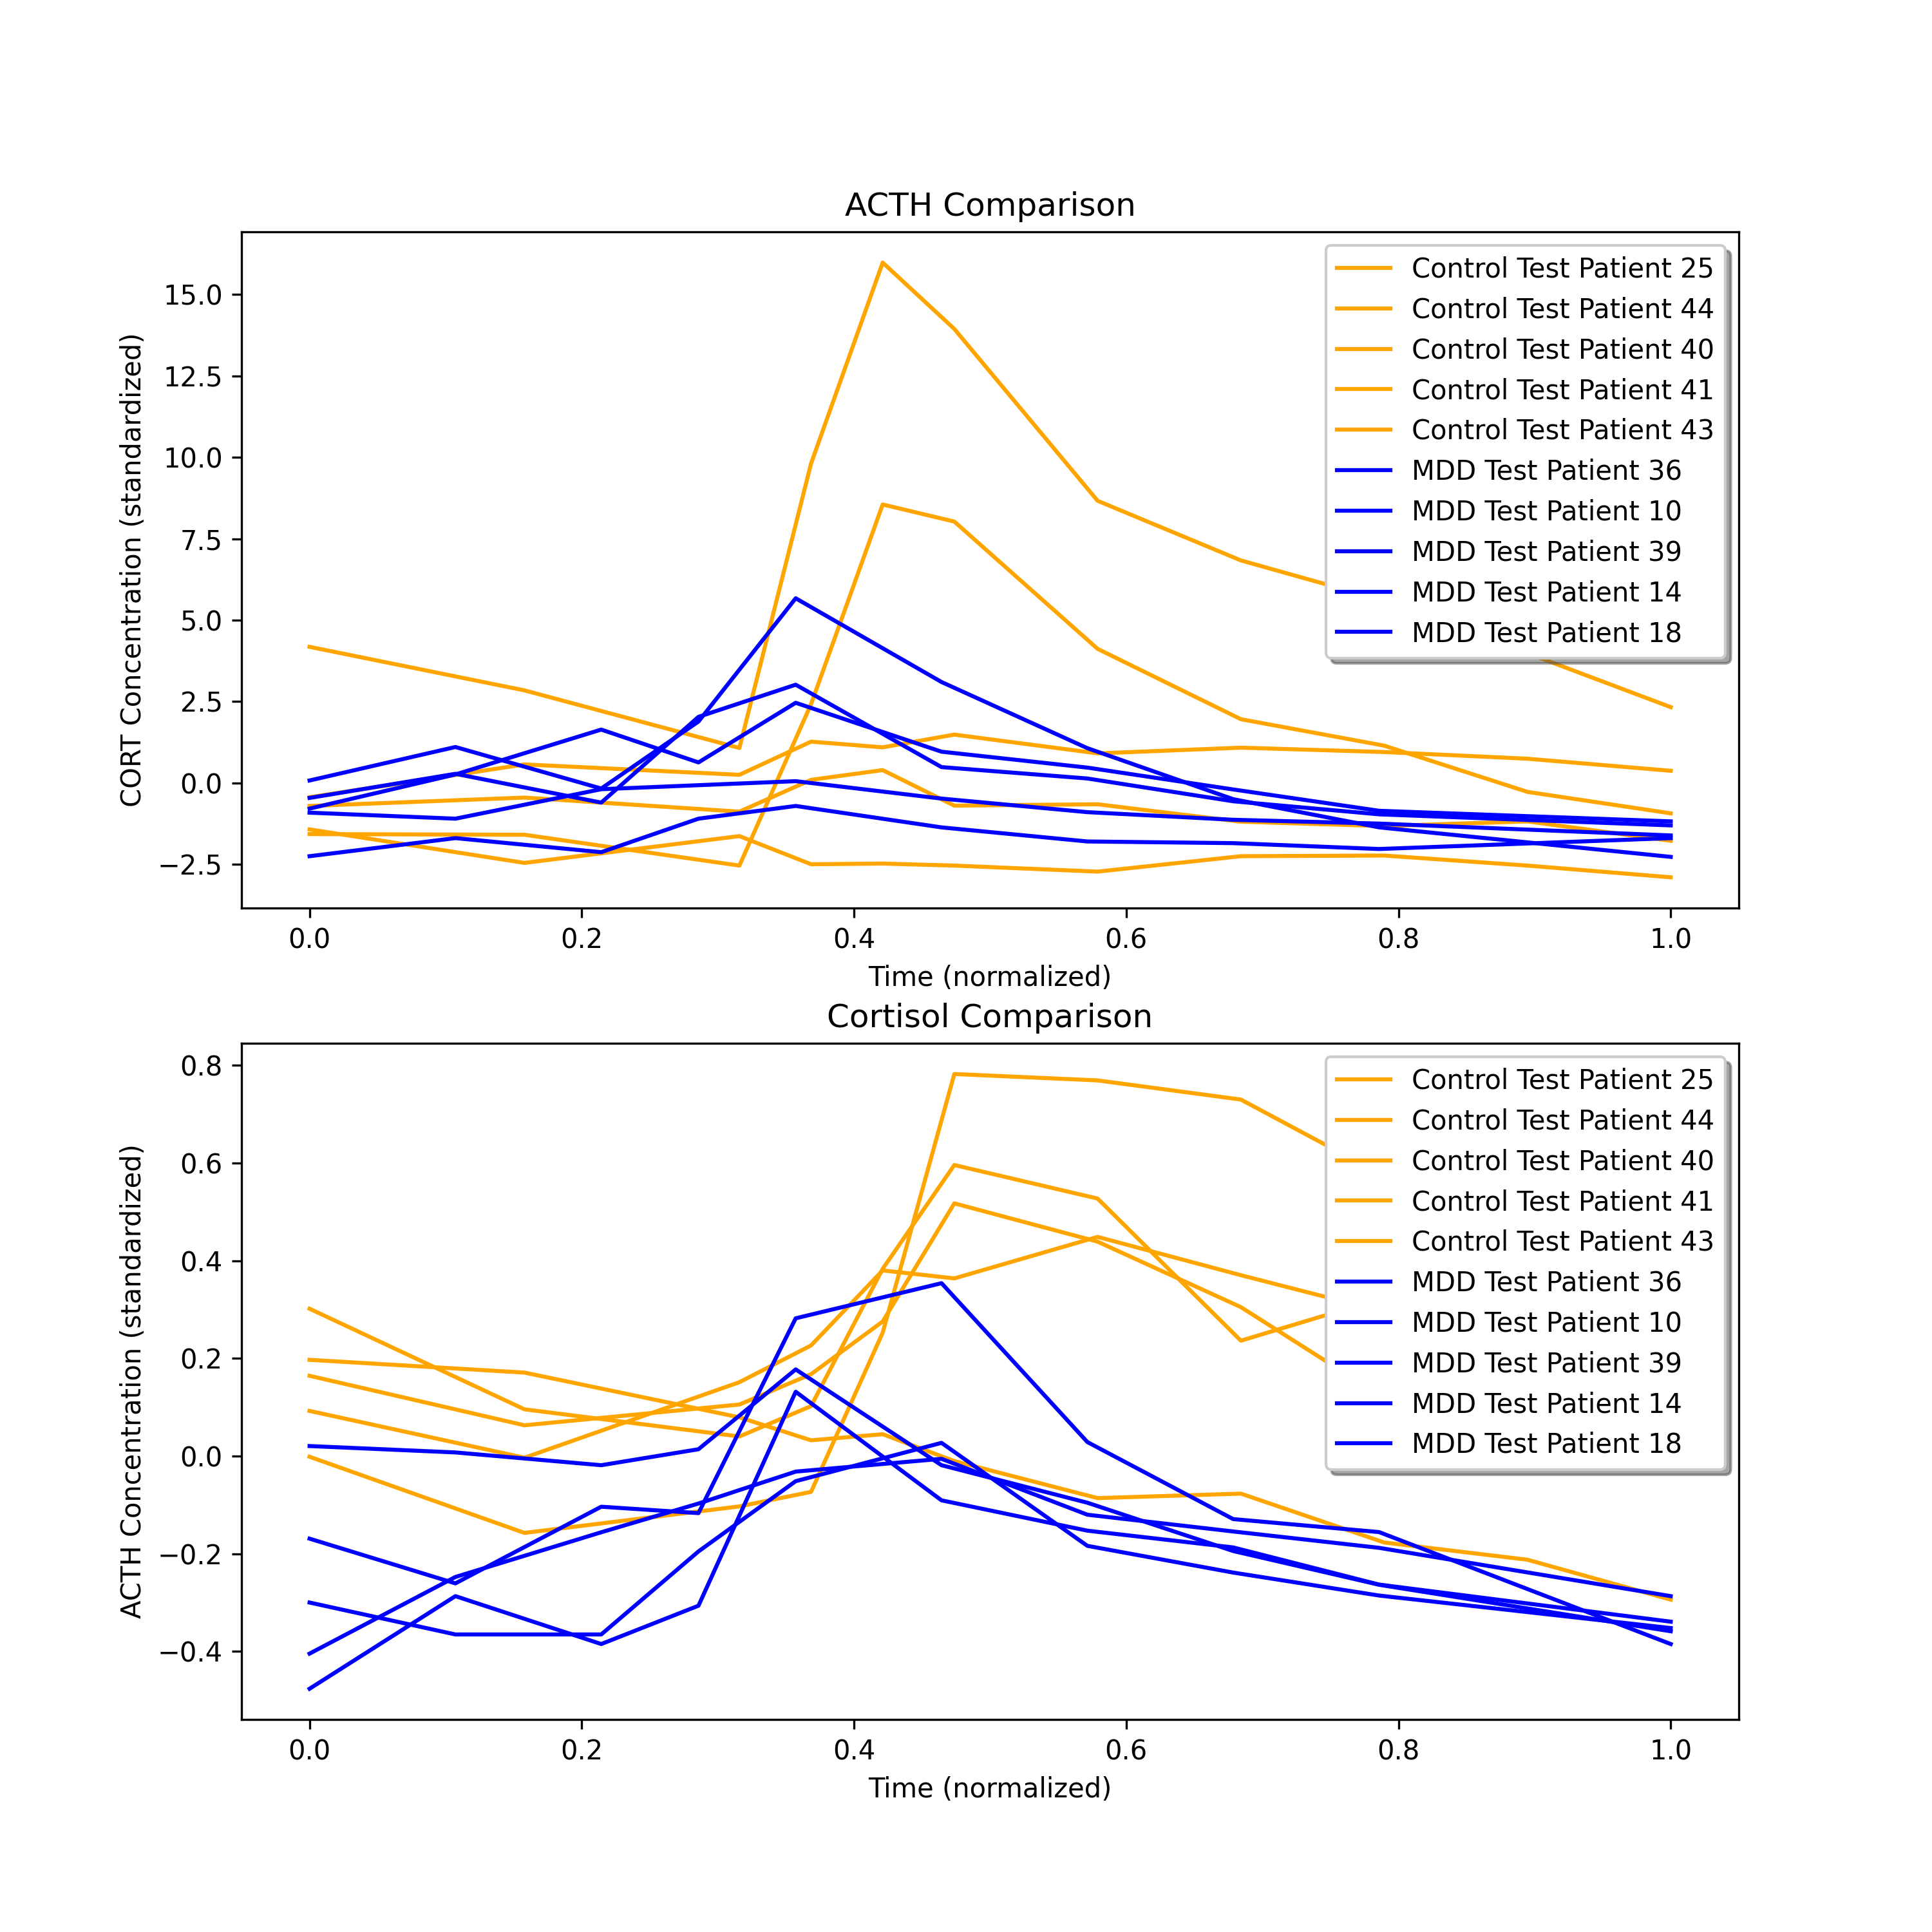 ACTH Comparison
CORT Concentration (standardized)
15.0
12.5
10.0
7.5
5.0
2.5
0.0
−2.5
Control Test Patient 25
Control Test Patient 44
Control Test Patient 40
Control Test Patient 41
Control Test Patient 43
MDD Test Patient 36
MDD Test Patient 10
MDD Test Patient 39
MDD Test Patient 14
MDD Test Patient 18
0.0 0.2 0.4 0.6 0.8 1.0
Time (normalized)
Cortisol Comparison
ACTH Concentration (standardized)
0.8
0.6
0.4
0.2
0.0
−0.2
−0.4
Control Test Patient 25
Control Test Patient 44
Control Test Patient 40
Control Test Patient 41
Control Test Patient 43
MDD Test Patient 36
MDD Test Patient 10
MDD Test Patient 39
MDD Test Patient 14
MDD Test Patient 18
0.0 0.2 0.4 0.6 0.8 1.0
Time (normalized)